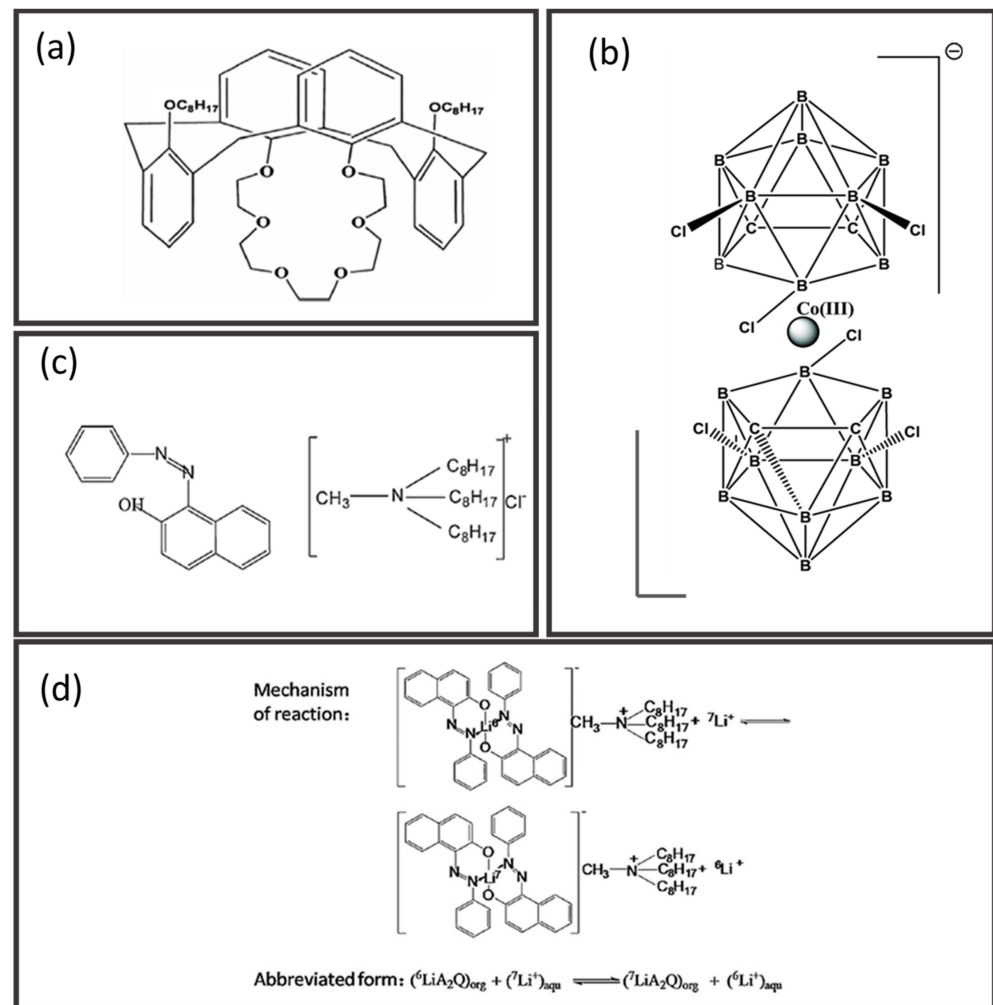 (a)
OC₈H₁₇ OC₈H₁₇
O O
O O
O O
(b)
⊖
B
B
B B
B B
Cl C C Cl
B B
B
Cl Co(III)
Cl
B
B B
Cl C C Cl
B B
B B
B
B
(c)
N
N
OH
[CH₃—N C₈H₁₇ C₈H₁₇ C₈H₁₇]⁺ Cl⁻
(d)
Mechanism
of reaction:
O N
N Li⁶ N
N O
⁻ CH₃—N⁺ C₈H₁₇ C₈H₁₇ C₈H₁₇ + ⁷Li⁺ ⇌
O N
N Li⁷ N
N O
⁻ CH₃—N⁺ C₈H₁₇ C₈H₁₇ C₈H₁₇ + ⁶Li⁺
Abbreviated form: (⁶LiA₂Q)org + (⁷Li⁺)aqu ⇌ (⁷LiA₂Q)org + (⁶Li⁺)aqu